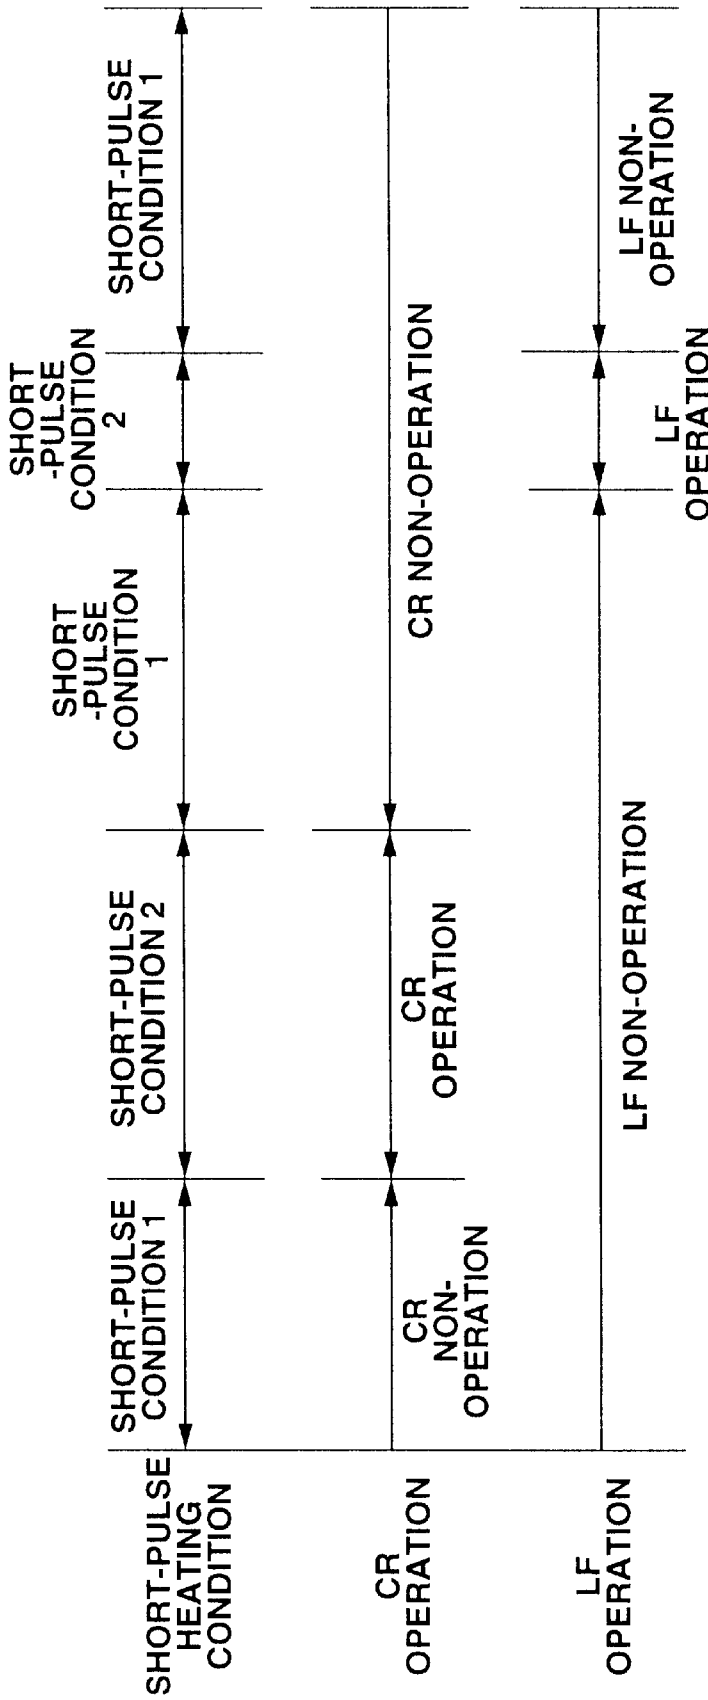 SHORT-PULSE
HEATING
CONDITION
SHORT-PULSE
CONDITION 1
SHORT-PULSE
CONDITION 2
SHORT
-PULSE
CONDITION
1
SHORT
-PULSE
CONDITION
2
SHORT-PULSE
CONDITION 1
CR
OPERATION
CR
NON-
OPERATION
CR
OPERATION
CR NON-OPERATION
LF
OPERATION
LF NON-OPERATION
LF
OPERATION
LF NON-
OPERATION